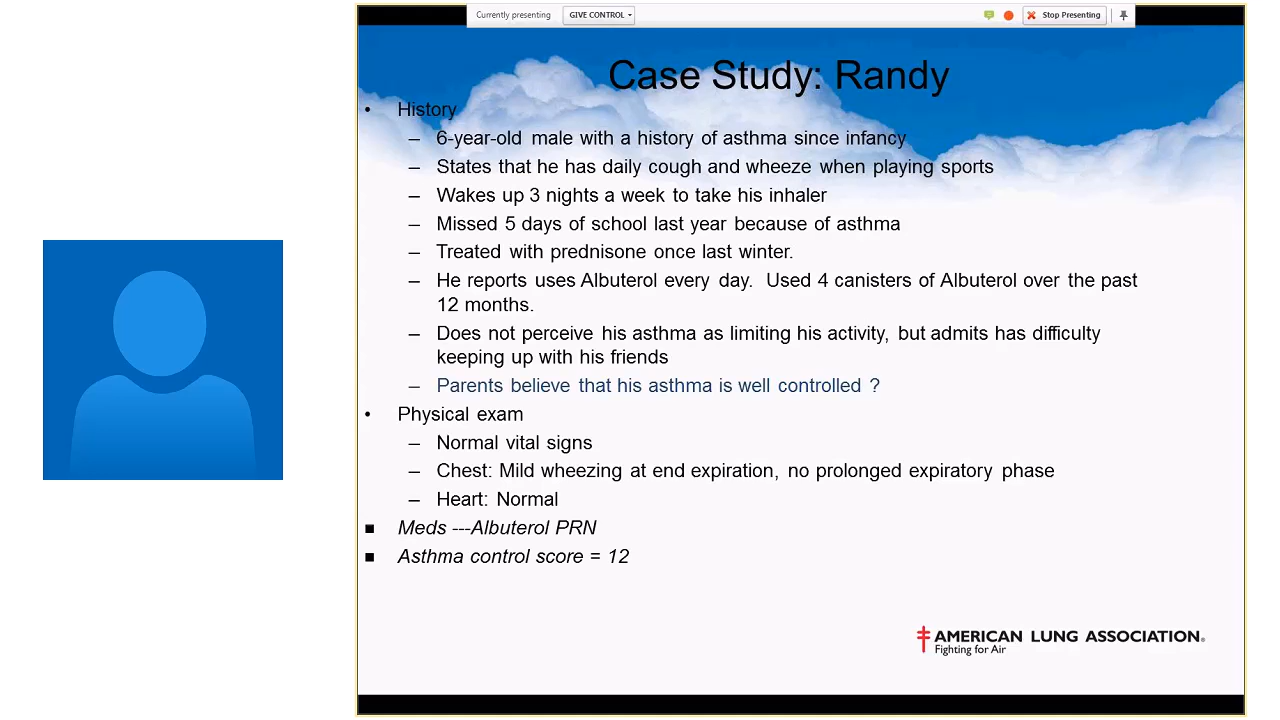 Currently presenting GIVE CONTROL Stop Presenting
Case Study: Randy
• History
– 6-year-old male with a history of asthma since infancy
– States that he has daily cough and wheeze when playing sports
– Wakes up 3 nights a week to take his inhaler
– Missed 5 days of school last year because of asthma
– Treated with prednisone once last winter.
– He reports uses Albuterol every day. Used 4 canisters of Albuterol over the past
12 months.
– Does not perceive his asthma as limiting his activity, but admits has difficulty
keeping up with his friends
– Parents believe that his asthma is well controlled ?
• Physical exam
– Normal vital signs
– Chest: Mild wheezing at end expiration, no prolonged expiratory phase
– Heart: Normal
■ Meds ---Albuterol PRN
■ Asthma control score = 12
AMERICAN LUNG ASSOCIATION®
Fighting for Air